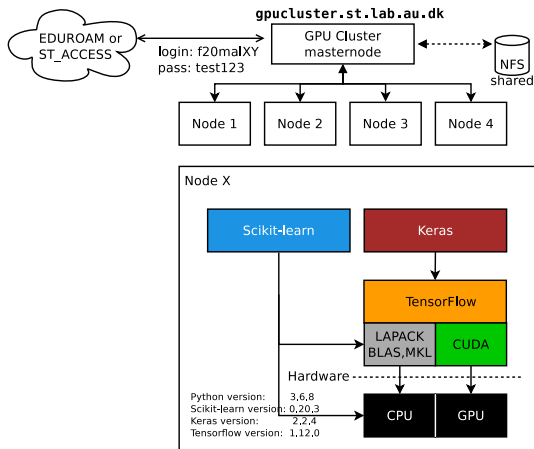 gpucluster.st.lab.au.dk
EDUROAM or
ST_ACCESS
login: f20malXY
pass: test123
GPU Cluster
masternode
NFS
shared
Node 1
Node 2
Node 3
Node 4
Node X
Scikit-learn
Keras
TensorFlow
LAPACK
BLAS,MKL
CUDA
Hardware
Python version: 3,6,8
Scikit-learn version: 0,20,3
Keras version: 2,2,4
Tensorflow version: 1,12,0
CPU
GPU